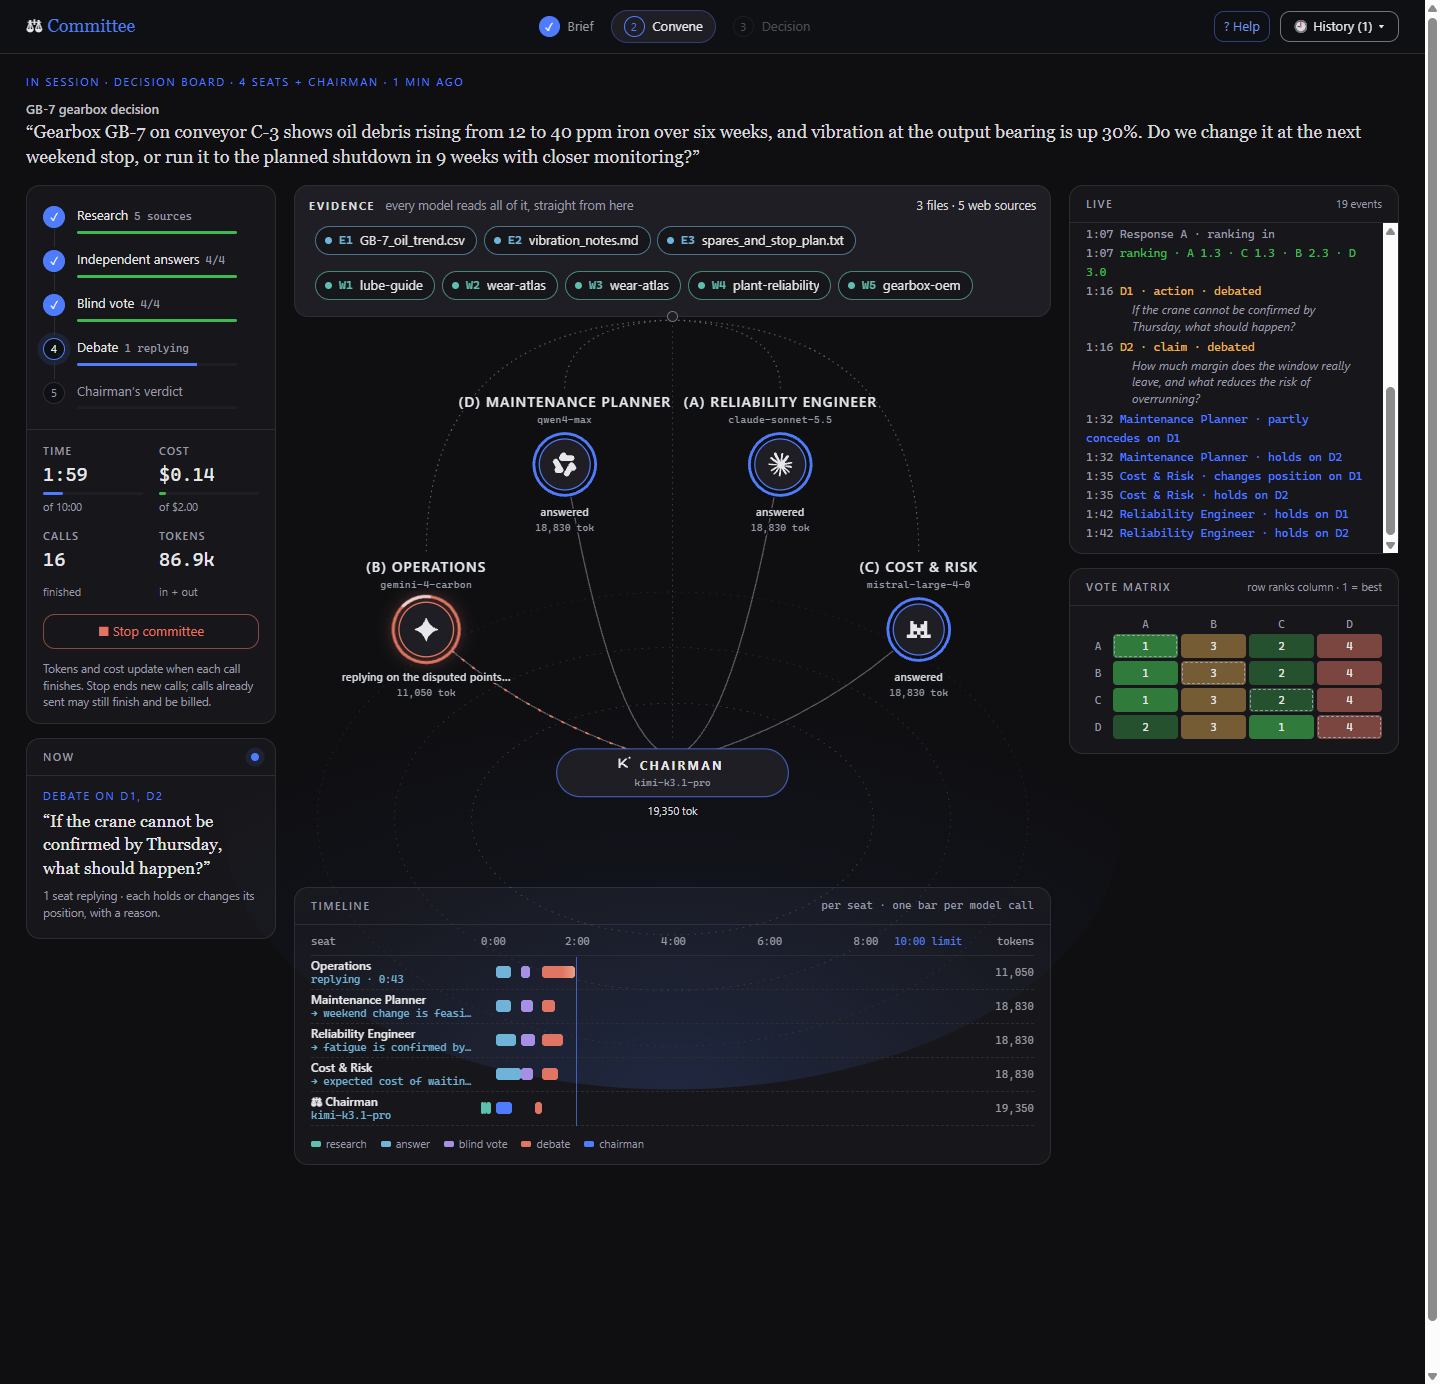 Committee
✓ Brief
2 Convene
3 Decision
? Help
History (1)
IN SESSION · DECISION BOARD · 4 SEATS + CHAIRMAN · 1 MIN AGO
GB-7 gearbox decision
“Gearbox GB-7 on conveyor C-3 shows oil debris rising from 12 to 40 ppm iron over six weeks, and vibration at the output bearing is up 30%. Do we change it at the next
weekend stop, or run it to the planned shutdown in 9 weeks with closer monitoring?”
✓ Research 5 sources
✓ Independent answers 4/4
✓ Blind vote 4/4
4 Debate 1 replying
5 Chairman's verdict
TIME COST
1:59 $0.14
of 10:00 of $2.00
CALLS TOKENS
16 86.9k
finished in + out
Stop committee
Tokens and cost update when each call
finishes. Stop ends new calls; calls already
sent may still finish and be billed.
NOW
DEBATE ON D1, D2
“If the crane cannot be
confirmed by Thursday,
what should happen?”
1 seat replying · each holds or changes its
position, with a reason.
EVIDENCE every model reads all of it, straight from here 3 files · 5 web sources
E1 GB-7_oil_trend.csv
E2 vibration_notes.md
E3 spares_and_stop_plan.txt
W1 lube-guide
W2 wear-atlas
W3 wear-atlas
W4 plant-reliability
W5 gearbox-oem
(D) MAINTENANCE PLANNER
qwen4-max
answered
18,830 tok
(A) RELIABILITY ENGINEER
claude-sonnet-5.5
answered
18,830 tok
(B) OPERATIONS
gemini-4-carbon
replying on the disputed points...
11,050 tok
(C) COST & RISK
mistral-large-4-0
answered
18,830 tok
CHAIRMAN
kimi-k3.1-pro
19,350 tok
TIMELINE per seat · one bar per model call
seat 0:00 2:00 4:00 6:00 8:00 10:00 limit tokens
Operations
replying · 0:43
11,050
Maintenance Planner
→ weekend change is feasi…
18,830
Reliability Engineer
→ fatigue is confirmed by…
18,830
Cost & Risk
→ expected cost of waitin…
18,830
Chairman
kimi-k3.1-pro
19,350
research answer blind vote debate chairman
LIVE 19 events
1:07 Response A · ranking in
1:07 ranking · A 1.3 · C 1.3 · B 2.3 · D
3.0
1:16 D1 · action · debated
If the crane cannot be confirmed by
Thursday, what should happen?
1:16 D2 · claim · debated
How much margin does the window really
leave, and what reduces the risk of
overrunning?
1:32 Maintenance Planner · partly
concedes on D1
1:32 Maintenance Planner · holds on D2
1:35 Cost & Risk · changes position on D1
1:35 Cost & Risk · holds on D2
1:42 Reliability Engineer · holds on D1
1:42 Reliability Engineer · holds on D2
VOTE MATRIX row ranks column · 1 = best
A B C D
A 1 3 2 4
B 1 3 2 4
C 1 3 2 4
D 2 3 1 4